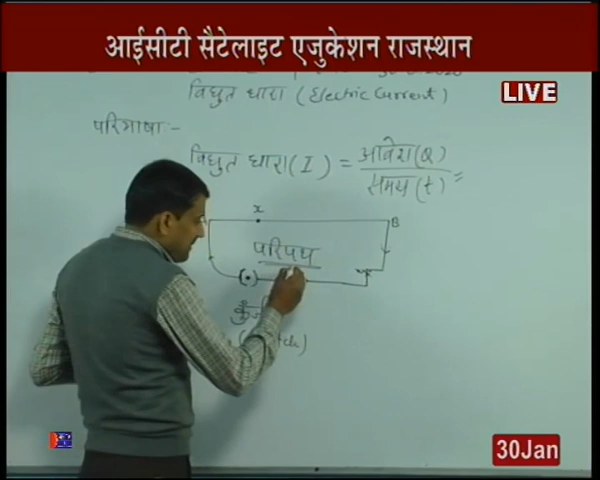 आईसीटी सैटेलाइट एजुकेशन राजस्थान
LIVE
विद्युत धारा (Electric Current)
परिभाषा :-
विद्युत धारा (I) = आवेश (Q)
समय (t) =
x
B
परिपथ
(•)
30Jan